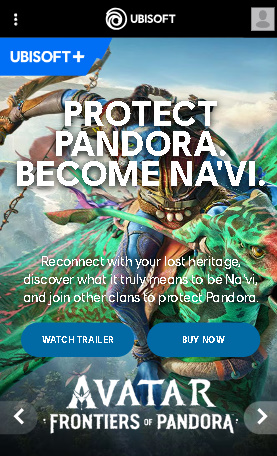 UBISOFT
UBISOFT+
PROTECT
PANDORA.
BECOME NA'VI.
Reconnect with your lost heritage,
discover what it truly means to be Na'vi,
and join other clans to protect Pandora.
WATCH TRAILER
BUY NOW
AVATAR
FRONTIERS OF PANDORA